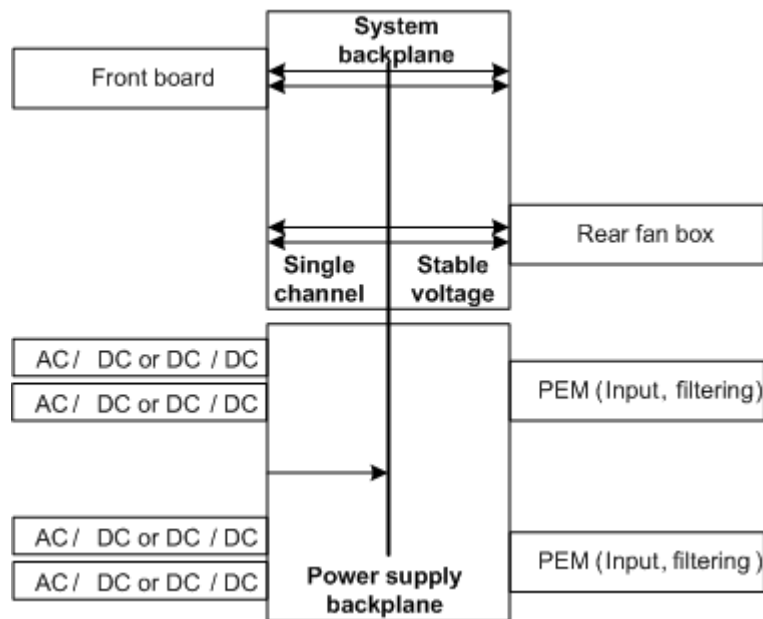 System
backplane
Front board
Rear fan box
Single
channel
Stable
voltage
AC / DC or DC / DC
AC / DC or DC / DC
PEM (Input, filtering)
AC / DC or DC / DC
AC / DC or DC / DC
PEM (Input, filtering)
Power supply
backplane